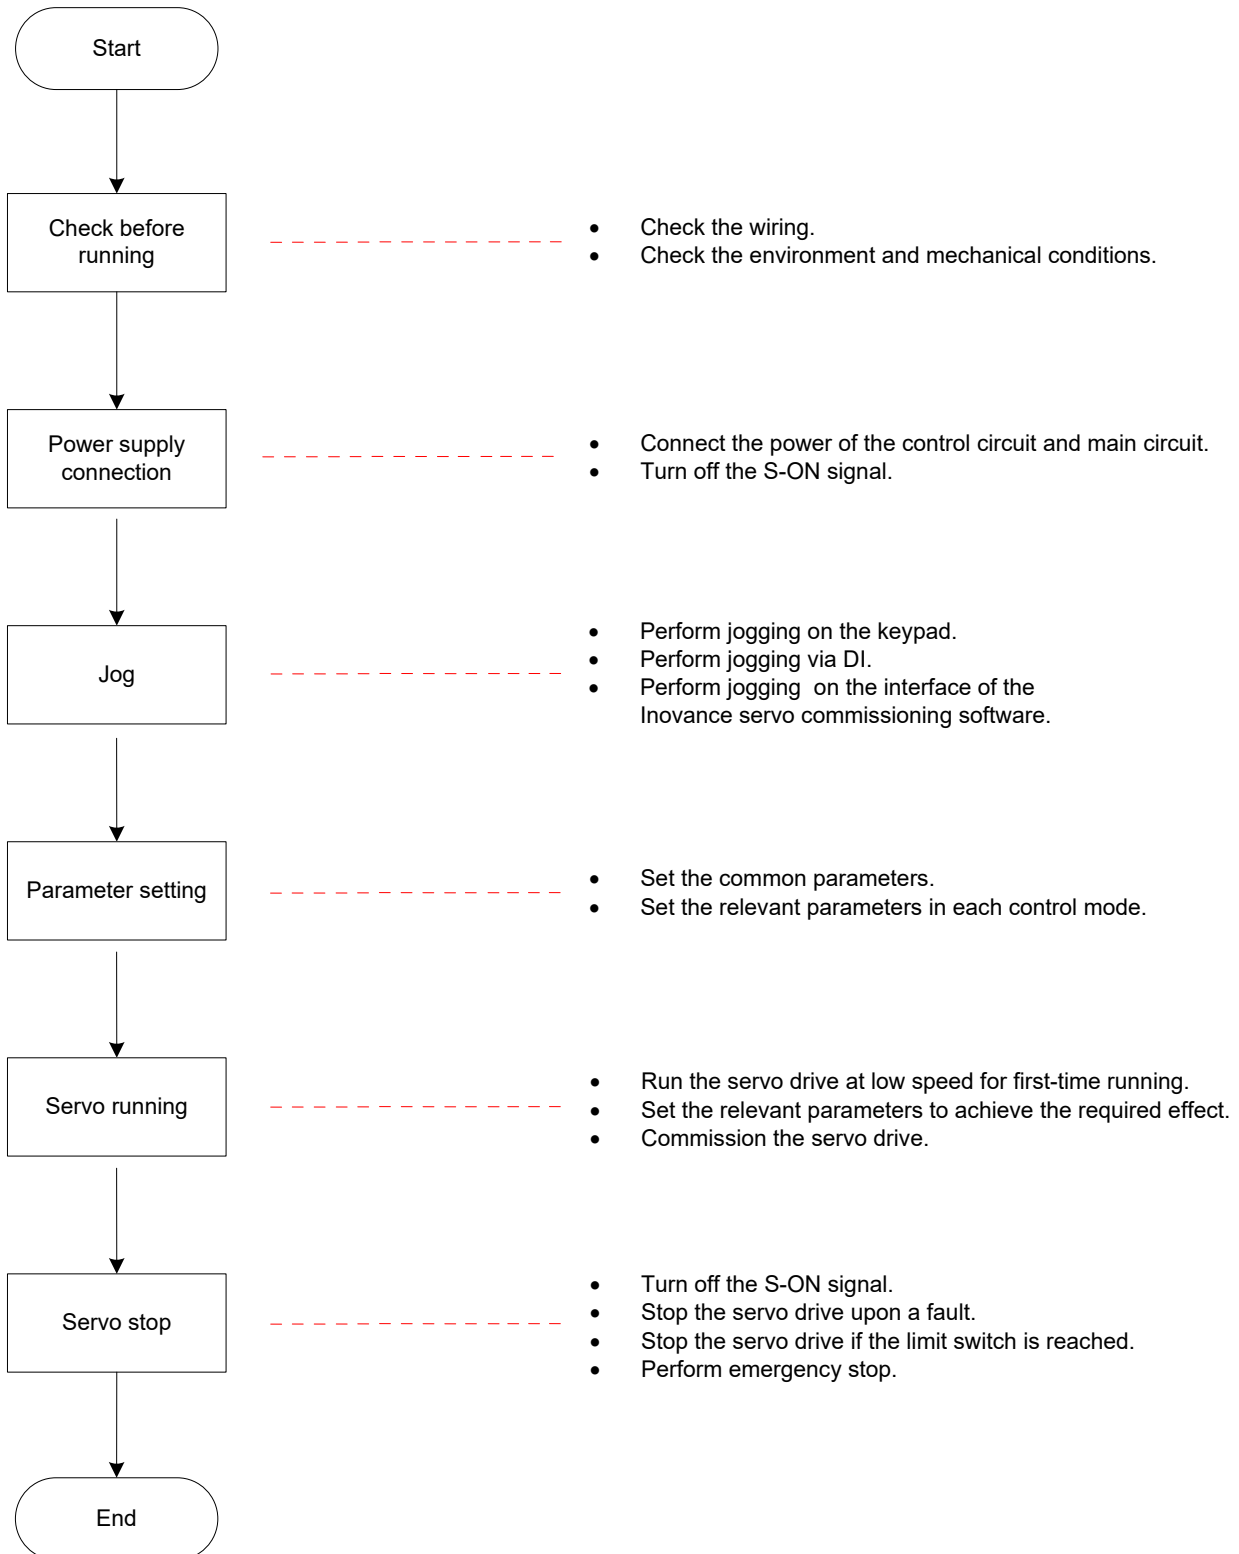 Start
Check before
running
• Check the wiring.
• Check the environment and mechanical conditions.
Power supply
connection
• Connect the power of the control circuit and main circuit.
• Turn off the S-ON signal.
Jog
• Perform jogging on the keypad.
• Perform jogging via DI.
• Perform jogging  on the interface of the
Inovance servo commissioning software.
Parameter setting
• Set the common parameters.
• Set the relevant parameters in each control mode.
Servo running
• Run the servo drive at low speed for first-time running.
• Set the relevant parameters to achieve the required effect.
• Commission the servo drive.
Servo stop
• Turn off the S-ON signal.
• Stop the servo drive upon a fault.
• Stop the servo drive if the limit switch is reached.
• Perform emergency stop.
End